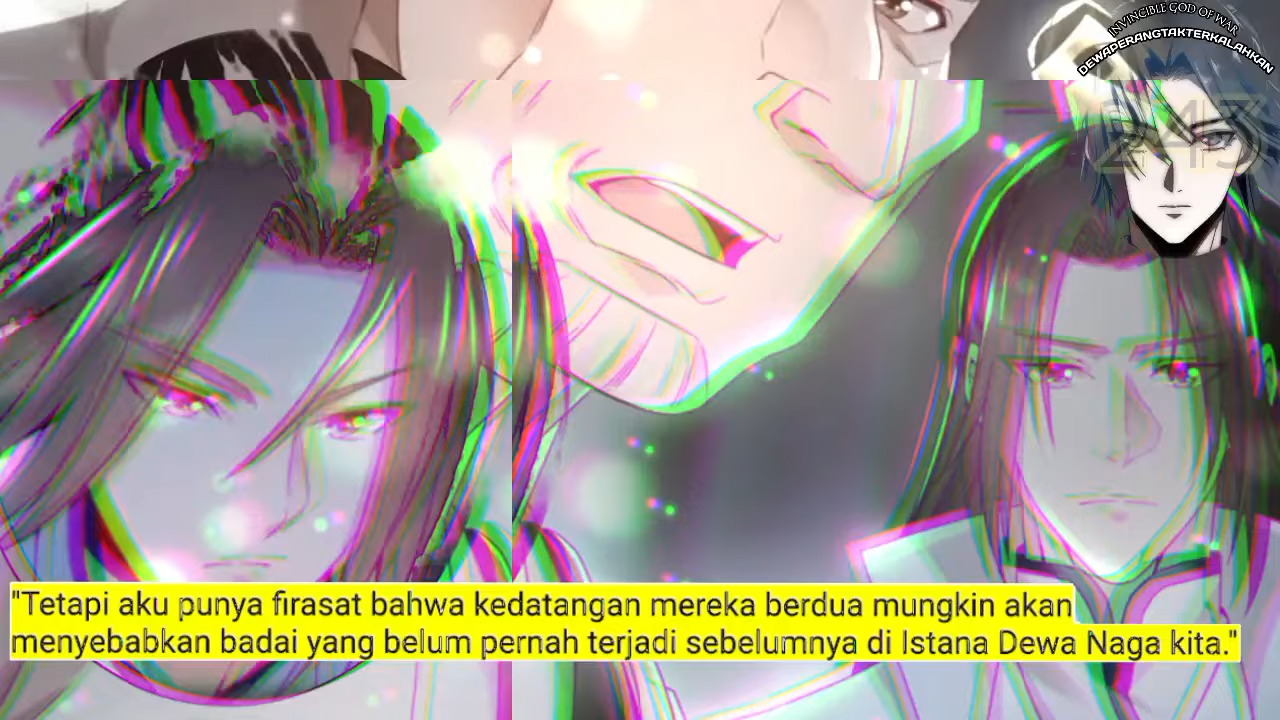 INVINCIBLE GOD OF WAR
DEWAPERANGTAKTERKALAHKAN
243
"Tetapi aku punya firasat bahwa kedatangan mereka berdua mungkin akan
menyebabkan badai yang belum pernah terjadi sebelumnya di Istana Dewa Naga kita."